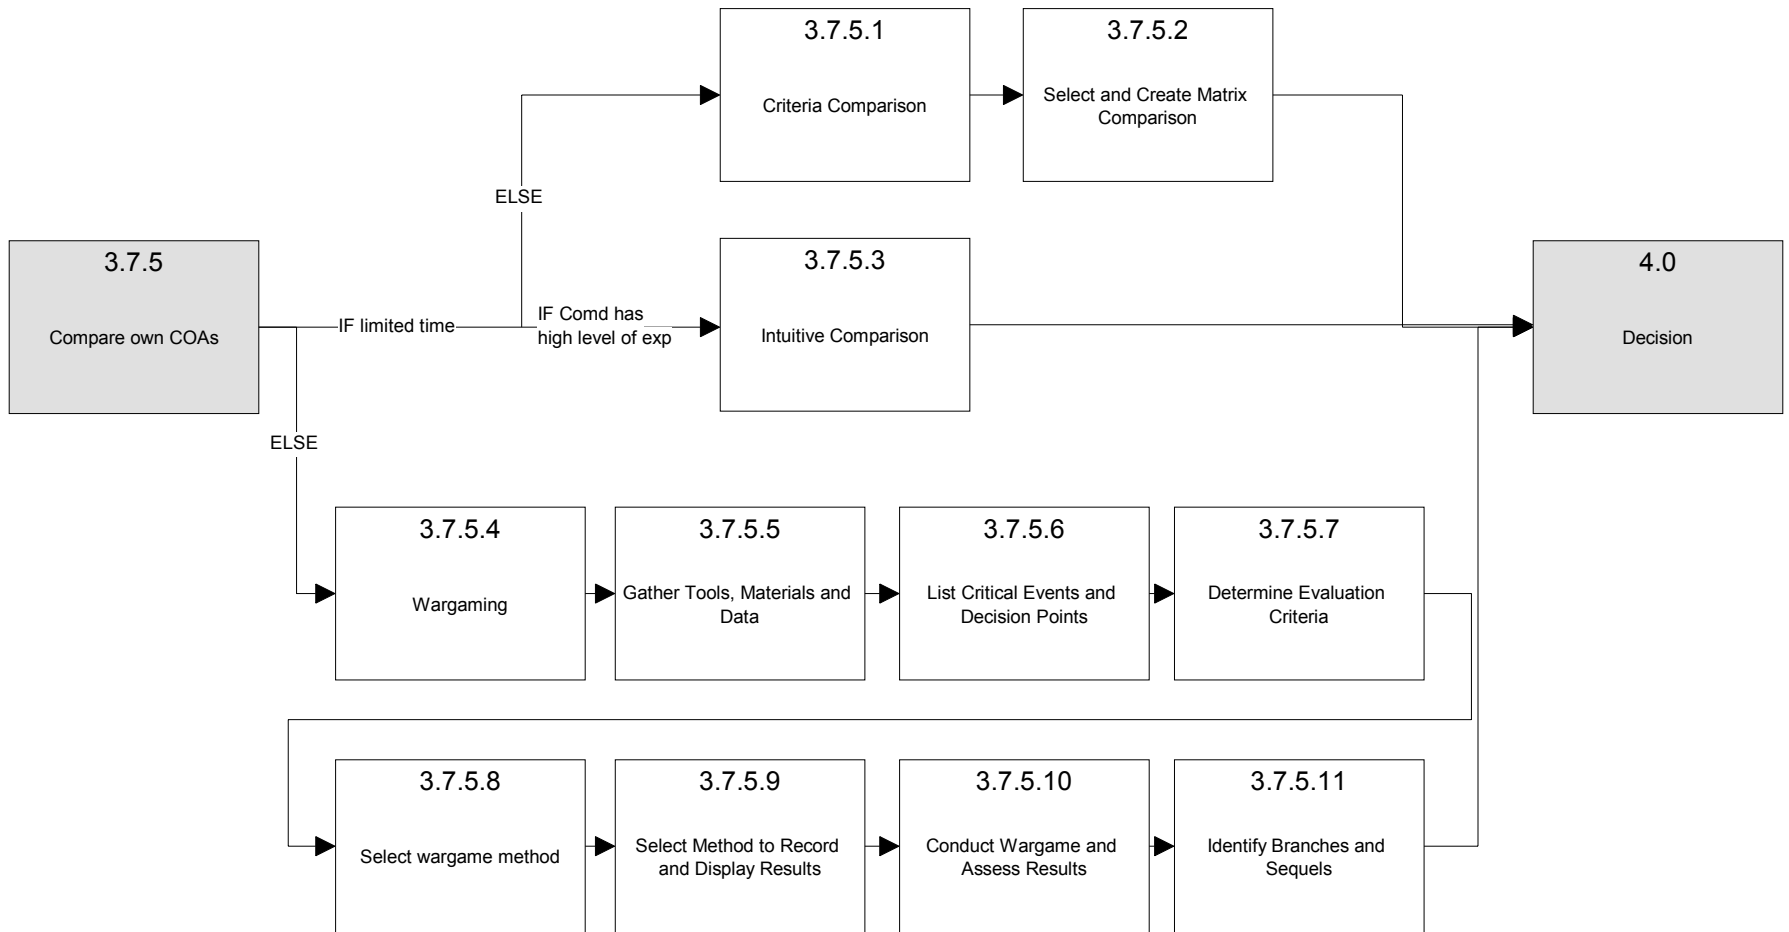 3.7.5.1
Criteria Comparison
3.7.5.2
Select and Create Matrix
Comparison
ELSE
3.7.5
Compare own COAs
IF limited time
IF Comd has
high level of exp
3.7.5.3
Intuitive Comparison
4.0
Decision
ELSE
3.7.5.4
Wargaming
3.7.5.5
Gather Tools, Materials and
Data
3.7.5.6
List Critical Events and
Decision Points
3.7.5.7
Determine Evaluation
Criteria
3.7.5.8
Select wargame method
3.7.5.9
Select Method to Record
and Display Results
3.7.5.10
Conduct Wargame and
Assess Results
3.7.5.11
Identify Branches and
Sequels